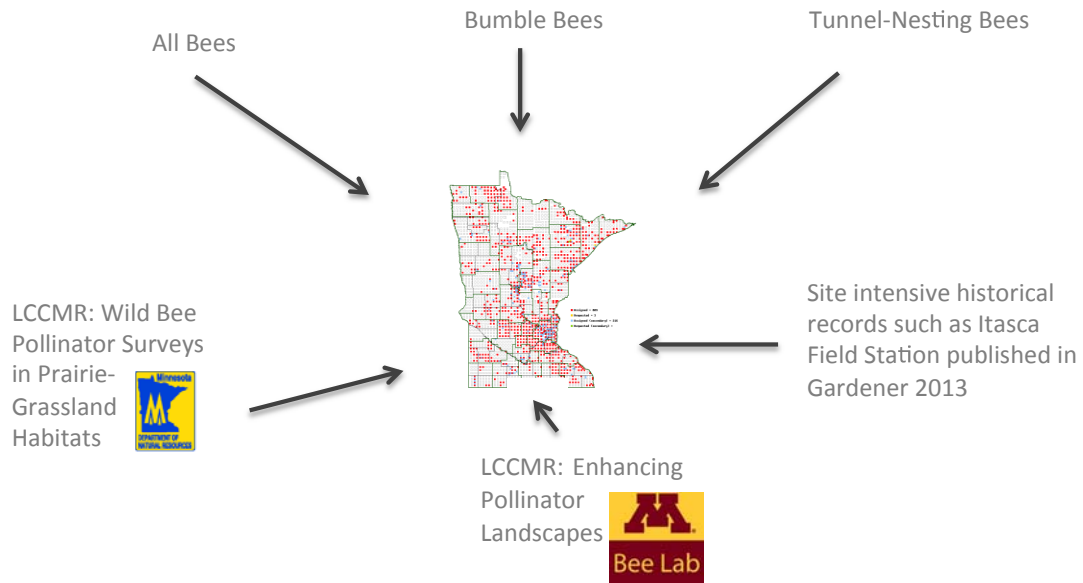 All Bees
Bumble Bees
Tunnel-Nesting Bees
LCCMR: Wild Bee
Pollinator Surveys
in Prairie-
Grassland
Habitats
Minnesota
DEPARTMENT OF
NATURAL RESOURCES
Site intensive historical
records such as Itasca
Field Station published in
Gardener 2013
LCCMR: Enhancing
Pollinator
Landscapes
M
Bee Lab